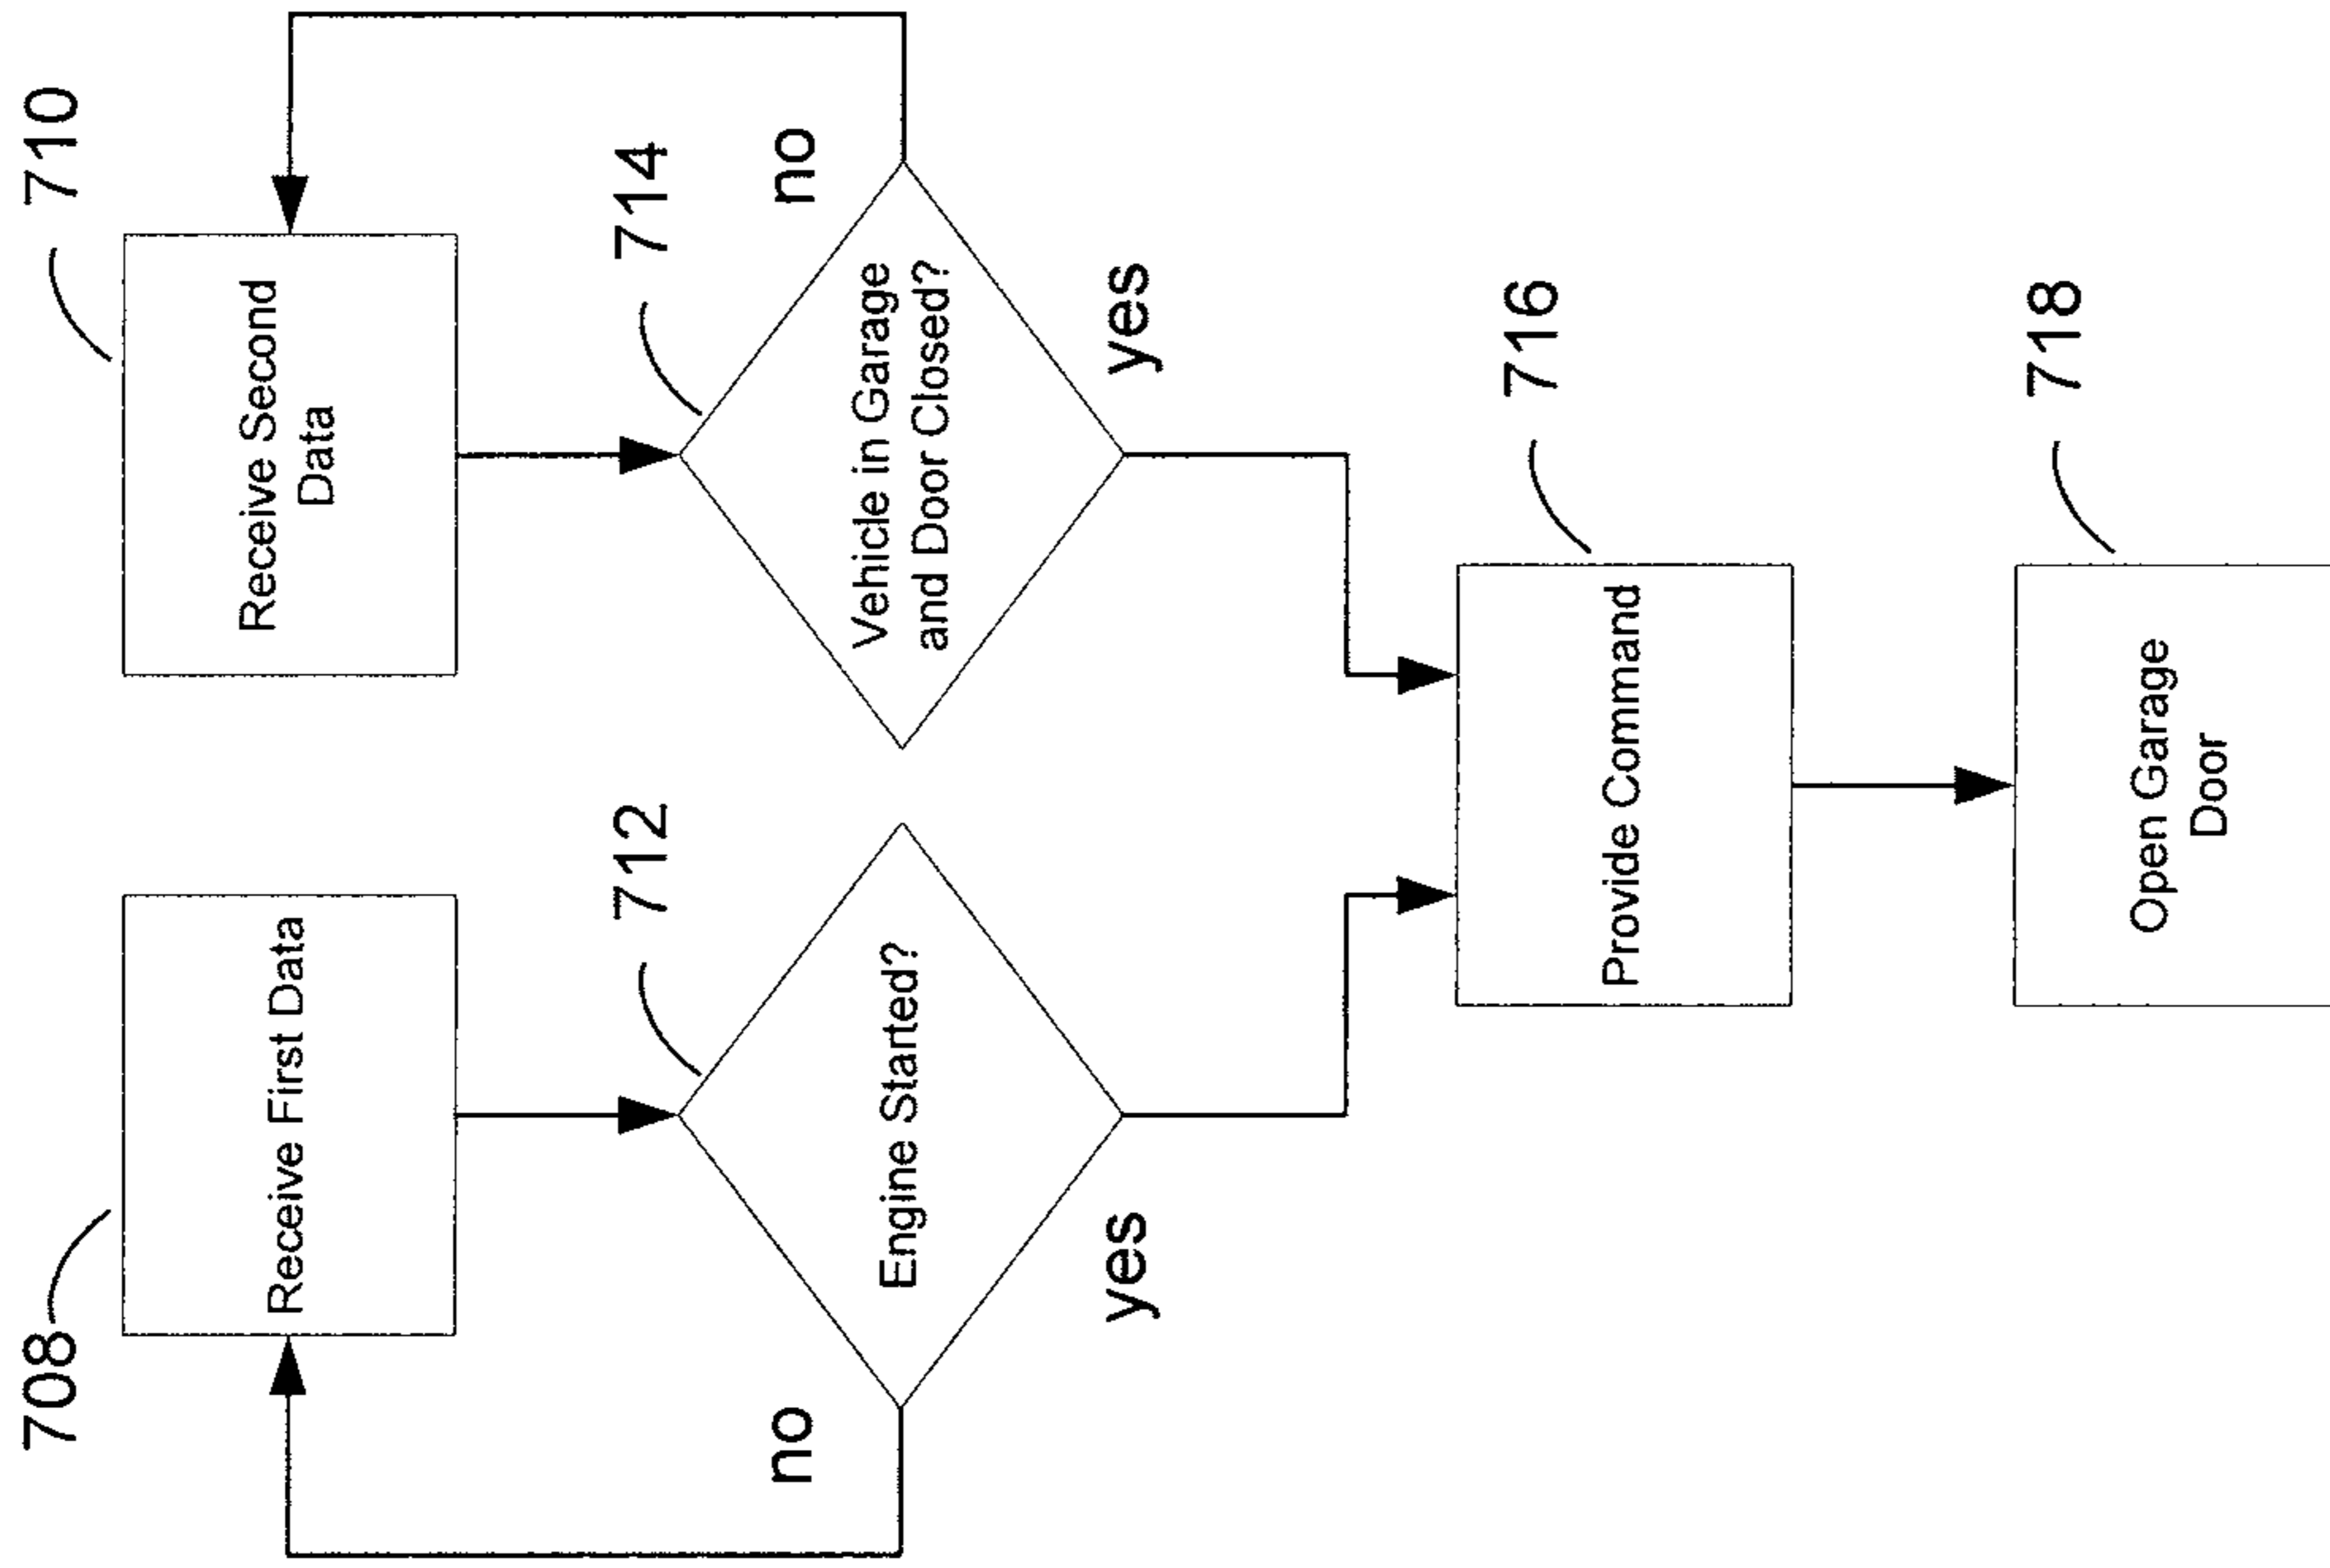 708
710
Receive First Data
Receive Second
Data
712
714
no
Engine Started?
Vehicle in Garage
and Door Closed?
no
yes
yes
716
Provide Command
718
Open Garage
Door